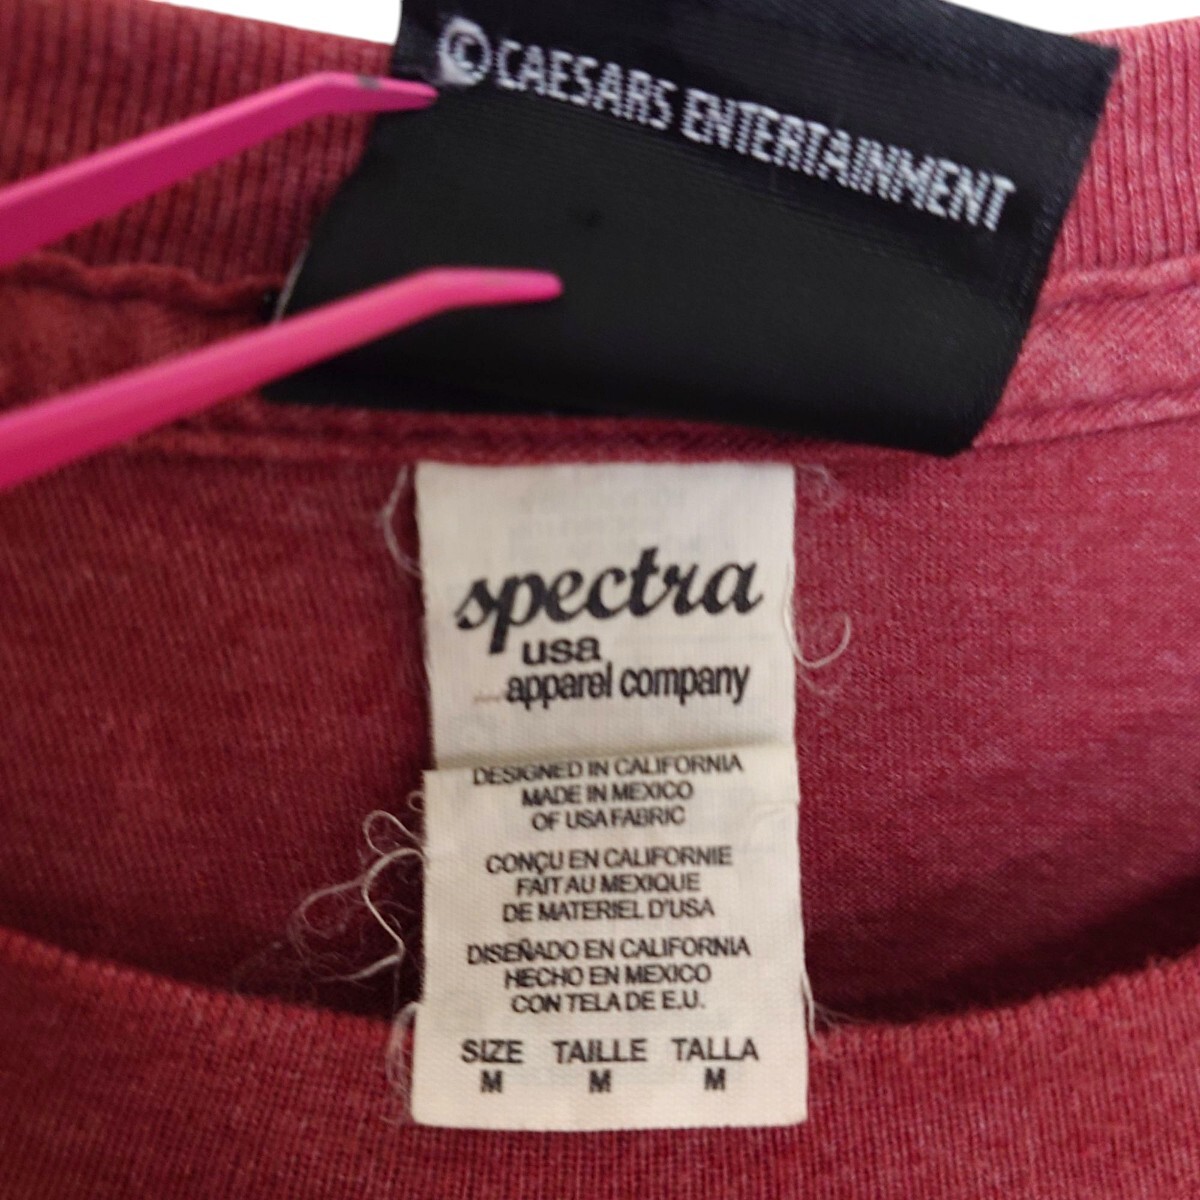 © CAESARS ENTERTAINMENT
spectra
usa
apparel company
DESIGNED IN CALIFORNIA
MADE IN MEXICO
OF USA FABRIC
CONÇU EN CALIFORNIE
FAIT AU MEXIQUE
DE MATERIEL D'USA
DISEÑADO EN CALIFORNIA
HECHO EN MEXICO
CON TELA DE E.U.
SIZE TAILLE TALLA
M M M